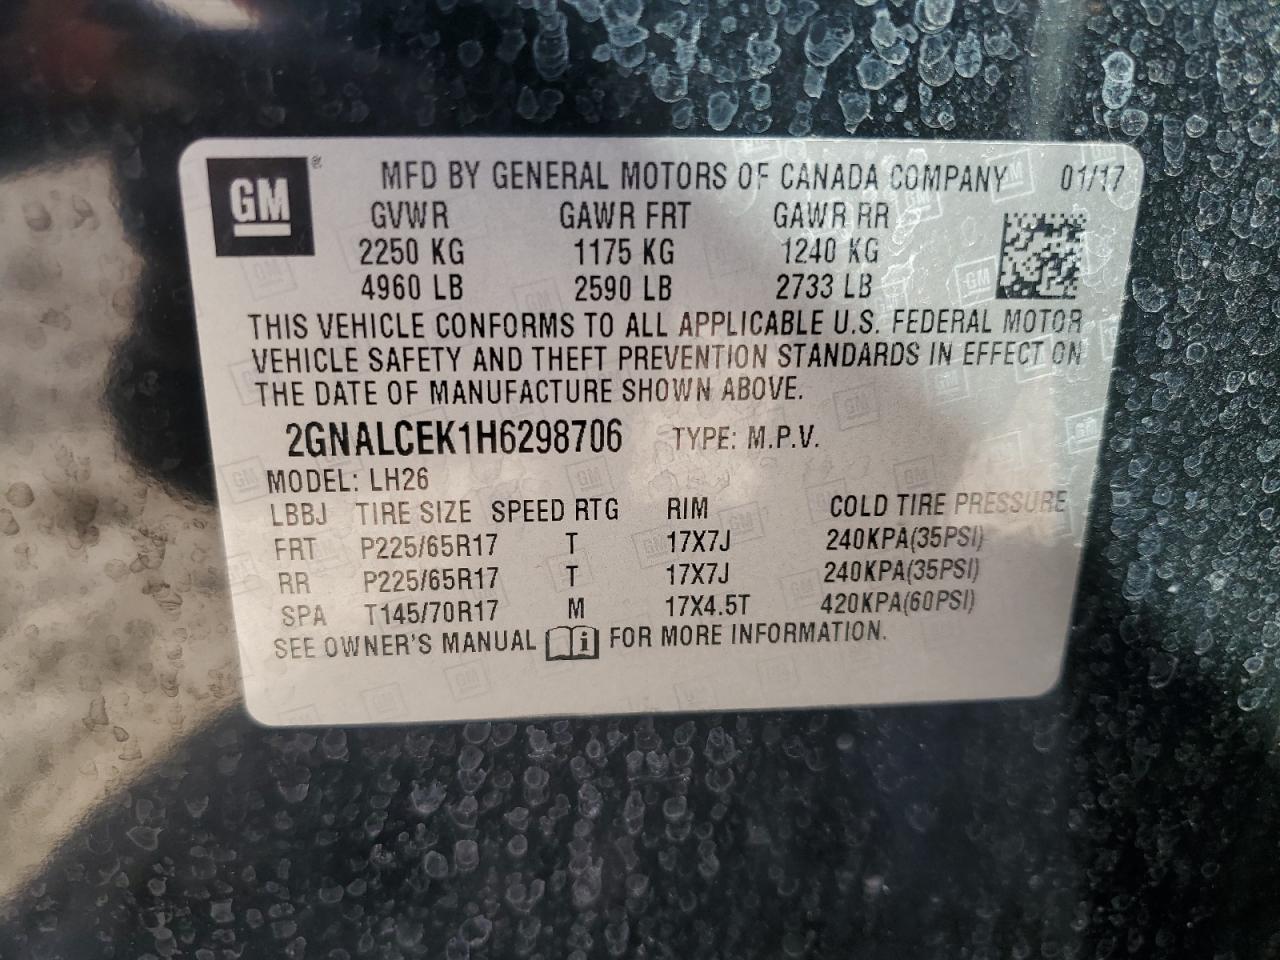 GM ® MFD BY GENERAL MOTORS OF CANADA COMPANY 01/17
GVWR GAWR FRT GAWR RR
2250 KG 1175 KG 1240 KG
4960 LB 2590 LB 2733 LB
THIS VEHICLE CONFORMS TO ALL APPLICABLE U.S. FEDERAL MOTOR
VEHICLE SAFETY AND THEFT PREVENTION STANDARDS IN EFFECT ON
THE DATE OF MANUFACTURE SHOWN ABOVE.
2GNALCEK1H6298706 TYPE: M.P.V.
MODEL: LH26
LBBJ TIRE SIZE SPEED RTG RIM COLD TIRE PRESSURE
FRT P225/65R17 T 17X7J 240KPA(35PSI)
RR P225/65R17 T 17X7J 240KPA(35PSI)
SPA T145/70R17 M 17X4.5T 420KPA(60PSI)
SEE OWNER'S MANUAL i FOR MORE INFORMATION.